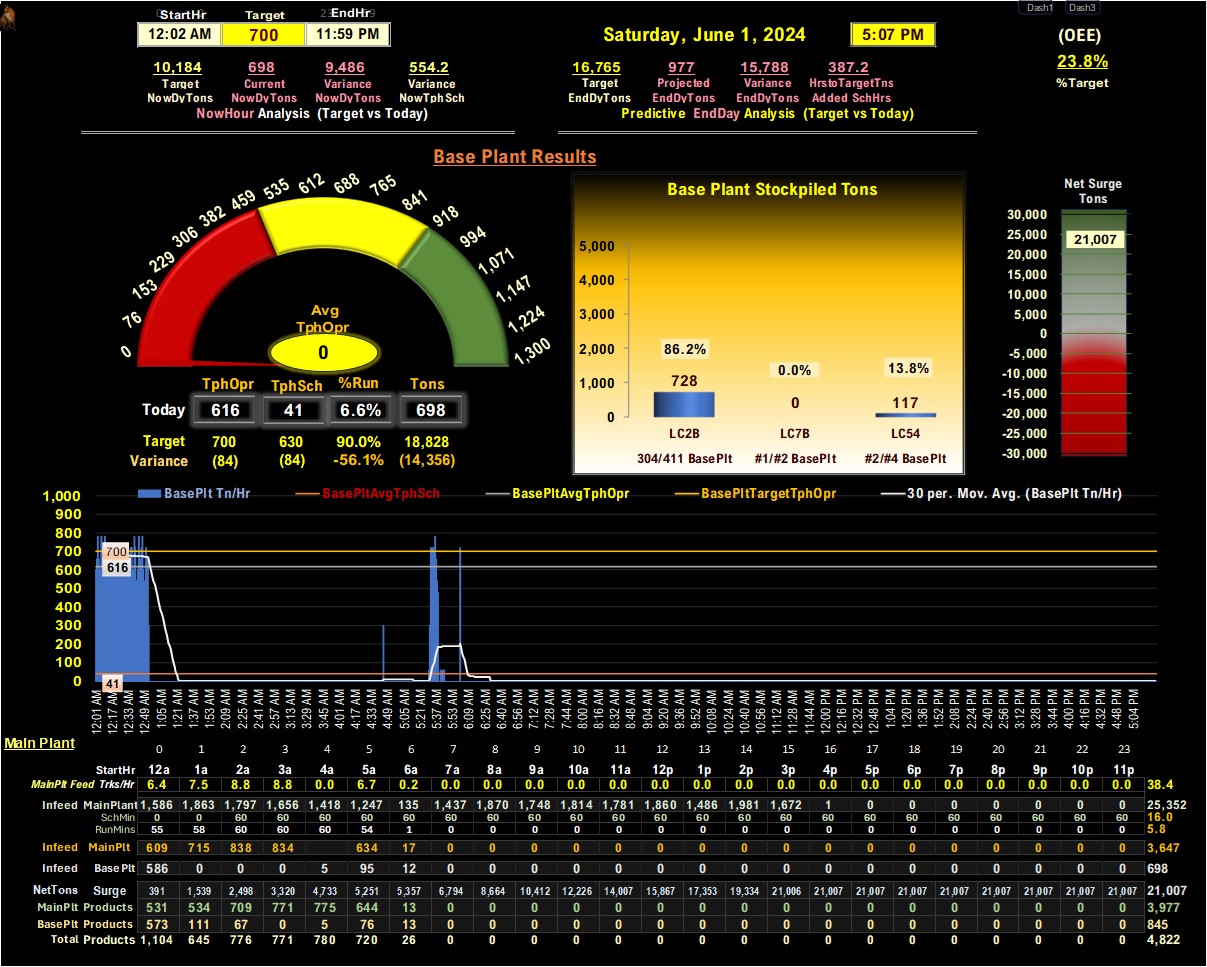 Dash1 Dash3
StartHr Target EndHr
12:02 AM 700 11:59 PM
Saturday, June 1, 2024 5:07 PM
(OEE)
23.8%
%Target
10,184 698 9,486 554.2
Target Current Variance Variance
NowDyTons NowDyTons NowDyTons NowTphSch
NowHour Analysis (Target vs Today)
16,765 977 15,788 387.2
Target Projected Variance HrstoTargetTns
EndDyTons EndDyTons EndDyTons Added SchHrs
Predictive EndDay Analysis (Target vs Today)
Base Plant Results
0 76 153 229 306 382 459 535 612 688 765 841 918 994 1,071 1,147 1,224 1,300
Avg
TphOpr
0
TphOpr TphSch %Run Tons
Today 616 41 6.6% 698
Target 700 630 90.0% 18,828
Variance (84) (84) -56.1% (14,356)
Base Plant Stockpiled Tons
5,000
4,000
3,000
2,000
1,000
0
86.2% 0.0% 13.8%
728 0 117
LC2B LC7B LC54
304/411 BasePlt #1/#2 BasePlt #2/#4 BasePlt
Net Surge
Tons
30,000
25,000
20,000
15,000
10,000
5,000
0
-5,000
-10,000
-15,000
-20,000
-25,000
-30,000
21,007
BasePlt Tn/Hr BasePltAvgTphSch BasePltAvgTphOpr BasePltTargetTphOpr 30 per. Mov. Avg. (BasePlt Tn/Hr)
1,000
900
800
700
600
500
400
300
200
100
0
700
616
41
12:01 AM 12:17 AM 12:33 AM 12:49 AM 1:05 AM 1:21 AM 1:37 AM 1:53 AM 2:09 AM 2:25 AM 2:41 AM 2:57 AM 3:13 AM 3:29 AM 3:45 AM 4:01 AM 4:17 AM 4:33 AM 4:49 AM 5:05 AM 5:21 AM 5:37 AM 5:53 AM 6:09 AM 6:25 AM 6:40 AM 6:56 AM 7:12 AM 7:28 AM 7:44 AM 8:00 AM 8:16 AM 8:32 AM 8:48 AM 9:04 AM 9:20 AM 9:36 AM 9:52 AM 10:08 AM 10:24 AM 10:40 AM 10:56 AM 11:12 AM 11:28 AM 11:44 AM 12:00 PM 12:16 PM 12:32 PM 12:48 PM 1:04 PM 1:20 PM 1:36 PM 1:52 PM 2:08 PM 2:24 PM 2:40 PM 2:56 PM 3:12 PM 3:28 PM 3:44 PM 4:00 PM 4:16 PM 4:32 PM 4:48 PM 5:04 PM
Main Plant
0 1 2 3 4 5 6 7 8 9 10 11 12 13 14 15 16 17 18 19 20 21 22 23
StartHr 12a 1a 2a 3a 4a 5a 6a 7a 8a 9a 10a 11a 12p 1p 2p 3p 4p 5p 6p 7p 8p 9p 10p 11p
MainPlt Feed Trks/Hr 6.4 7.5 8.8 8.8 0.0 6.7 0.2 0.0 0.0 0.0 0.0 0.0 0.0 0.0 0.0 0.0 0.0 0.0 0.0 0.0 0.0 0.0 0.0 0.0 38.4
Infeed MainPlant 1,586 1,863 1,797 1,656 1,418 1,247 135 1,437 1,870 1,748 1,814 1,781 1,860 1,486 1,981 1,672 1 0 0 0 0 0 0 0 25,352
SchMin 0 0 60 60 60 60 60 60 60 60 60 60 60 60 60 60 60 60 60 60 60 60 60 60 16.0
RunMins 55 58 60 60 60 54 1 0 0 0 0 0 0 0 0 0 0 0 0 0 0 0 0 0 5.8
Infeed MainPlt 609 715 838 834 634 17 0 0 0 0 0 0 0 0 0 0 0 0 0 0 0 0 0 3,647
Infeed BasePlt 586 0 0 0 5 95 12 0 0 0 0 0 0 0 0 0 0 0 0 0 0 0 0 0 698
NetTons Surge 391 1,539 2,498 3,320 4,733 5,251 5,357 6,794 8,664 10,412 12,226 14,007 15,867 17,353 19,334 21,006 21,007 21,007 21,007 21,007 21,007 21,007 21,007 21,007 21,007
MainPlt Products 531 534 709 771 775 644 13 0 0 0 0 0 0 0 0 0 0 0 0 0 0 0 0 0 3,977
BasePlt Products 573 111 67 0 5 76 13 0 0 0 0 0 0 0 0 0 0 0 0 0 0 0 0 0 845
Total Products 1,104 645 776 771 780 720 26 0 0 0 0 0 0 0 0 0 0 0 0 0 0 0 0 0 4,822